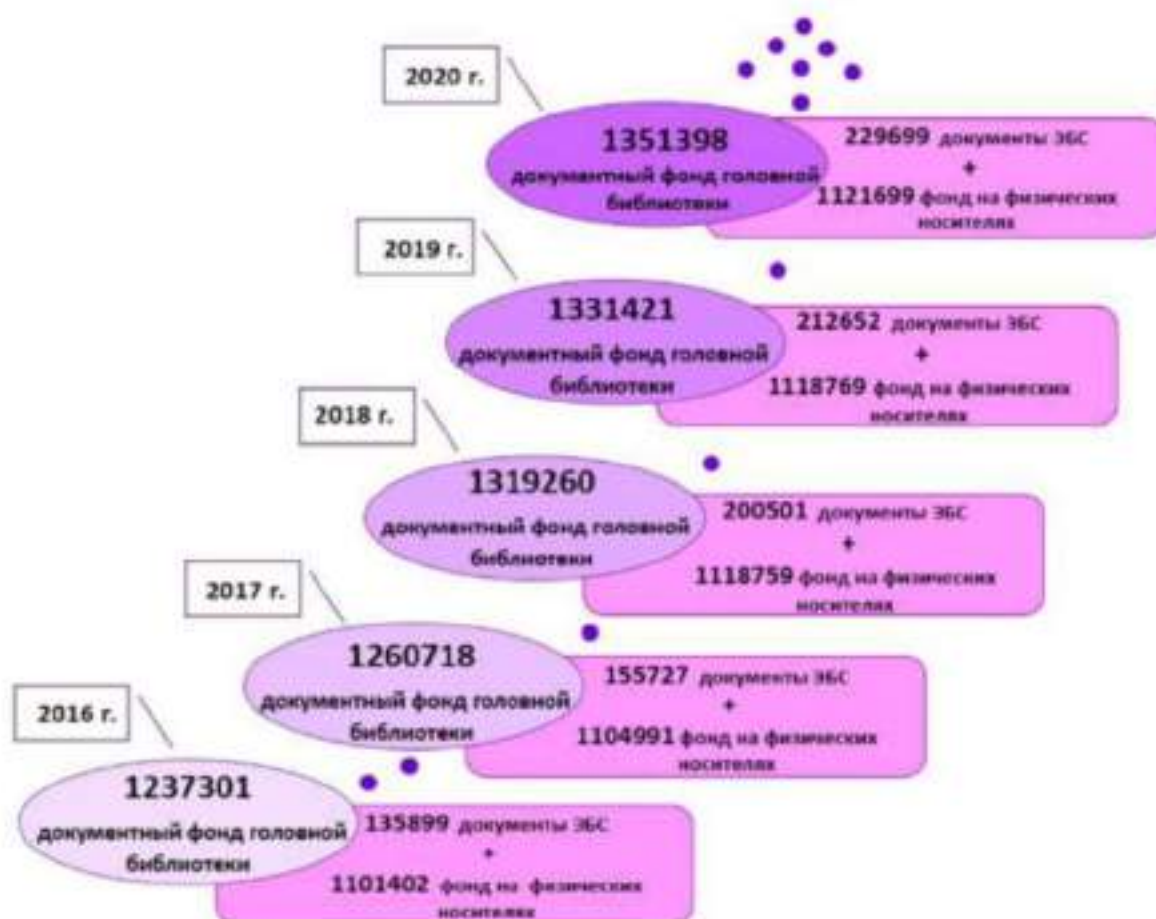 2020 г.
1351398
документный фонд головной
библиотеки
229699 документы ЭБС
+
1121699 фонд на физических
носителях
2019 г.
1331421
документный фонд головной
библиотеки
212652 документы ЭБС
+
1118769 фонд на физических
носителях
2018 г.
1319260
документный фонд головной
библиотеки
200501 документы ЭБС
+
1118759 фонд на физических
носителях
2017 г.
1260718
документный фонд головной
библиотеки
155727 документы ЭБС
+
1104991 фонд на физических
носителях
2016 г.
1237301
документный фонд головной
библиотеки
135899 документы ЭБС
+
1101402 фонд на физических
носителях